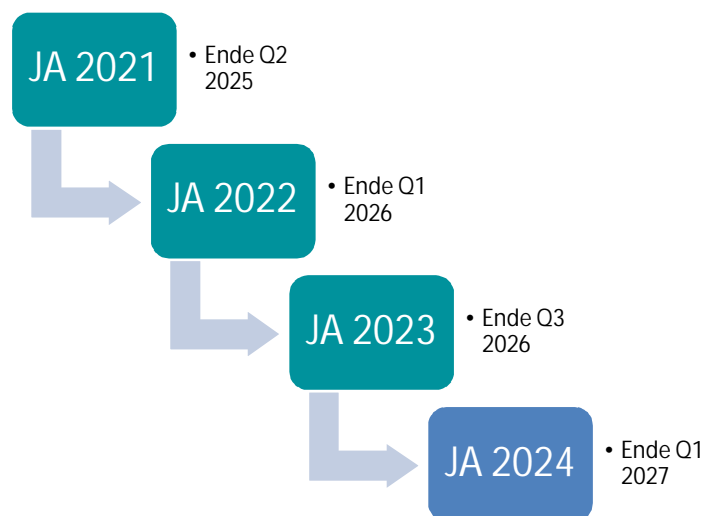 JA 2021
• Ende Q2
2025
JA 2022
• Ende Q1
2026
JA 2023
• Ende Q3
2026
JA 2024
• Ende Q1
2027